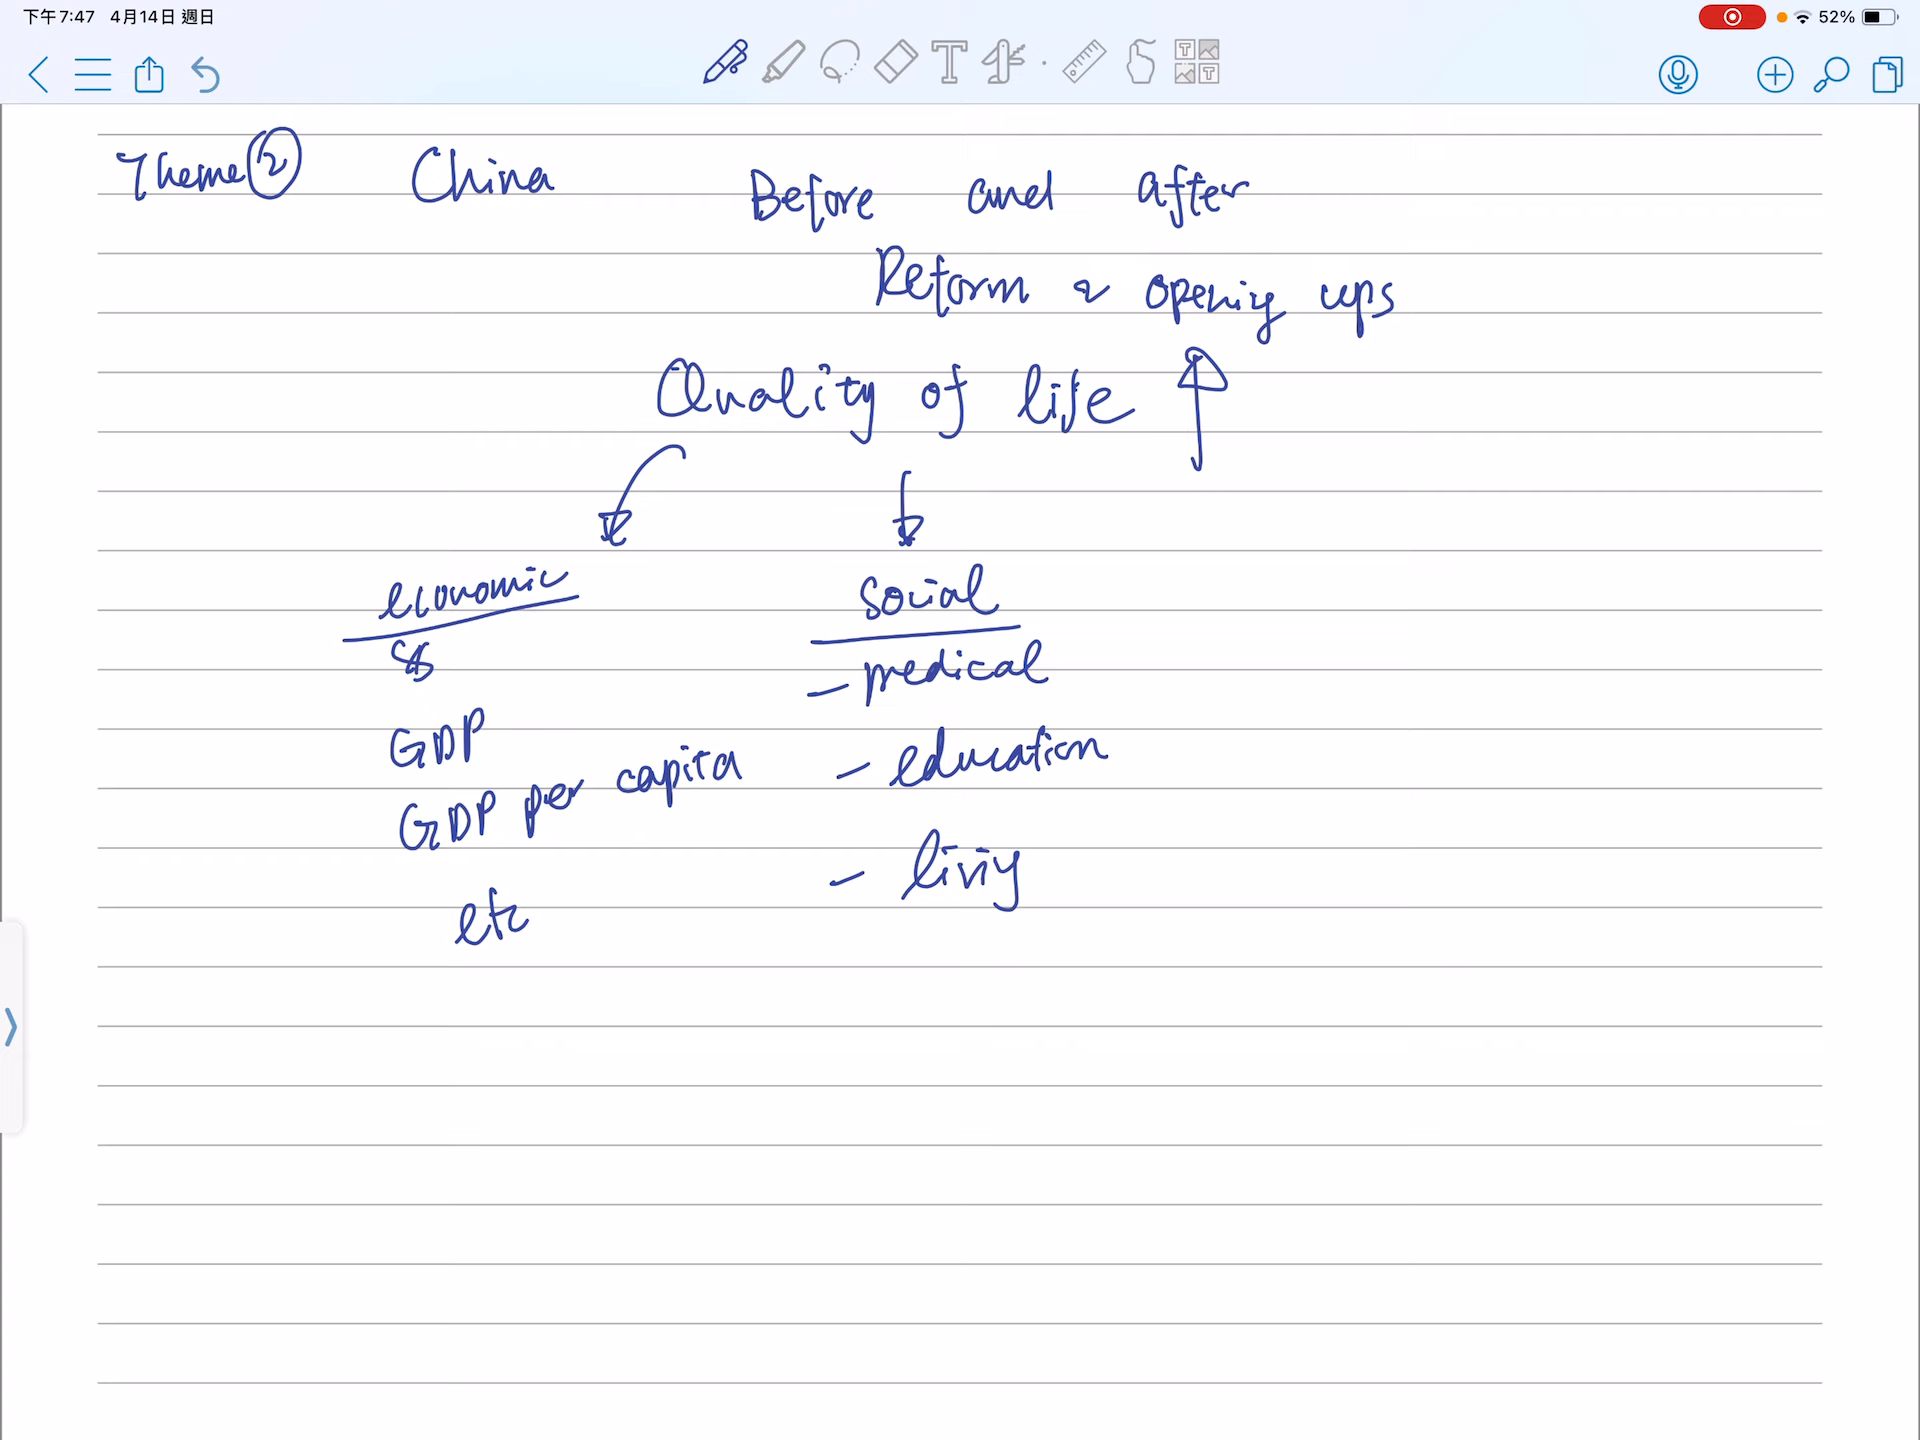 下午7:47 4月14日 週日
52%
Theme ② China Before and after
Reform & opening ups
Quality of life ↑
economic social
$$ - medical
GDP - education
GDP per capita
etc - living